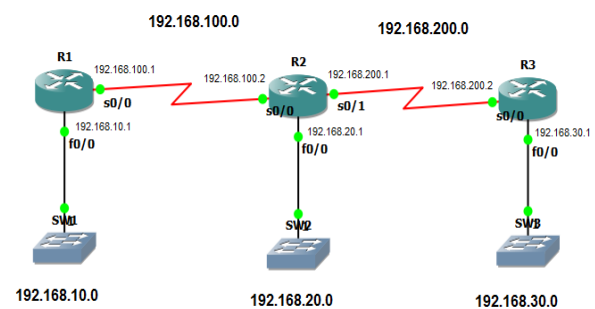 192.168.100.0
192.168.200.0
R1
R2
R3
192.168.100.1
192.168.100.2
192.168.200.1
192.168.200.2
s0/0
s0/0
s0/1
s0/0
192.168.10.1
192.168.20.1
192.168.30.1
f0/0
f0/0
f0/0
SW1
SW2
SW3
192.168.10.0
192.168.20.0
192.168.30.0